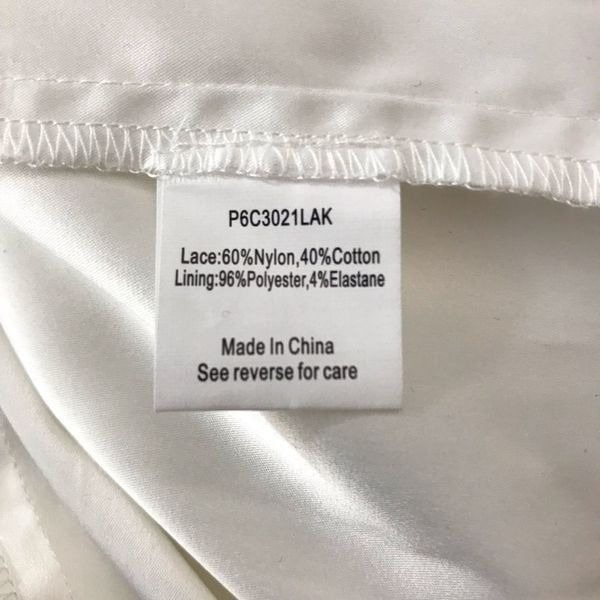 P6C3021LAK
Lace:60%Nylon,40%Cotton
Lining:96%Polyester,4%Elastane
Made In China
See reverse for care